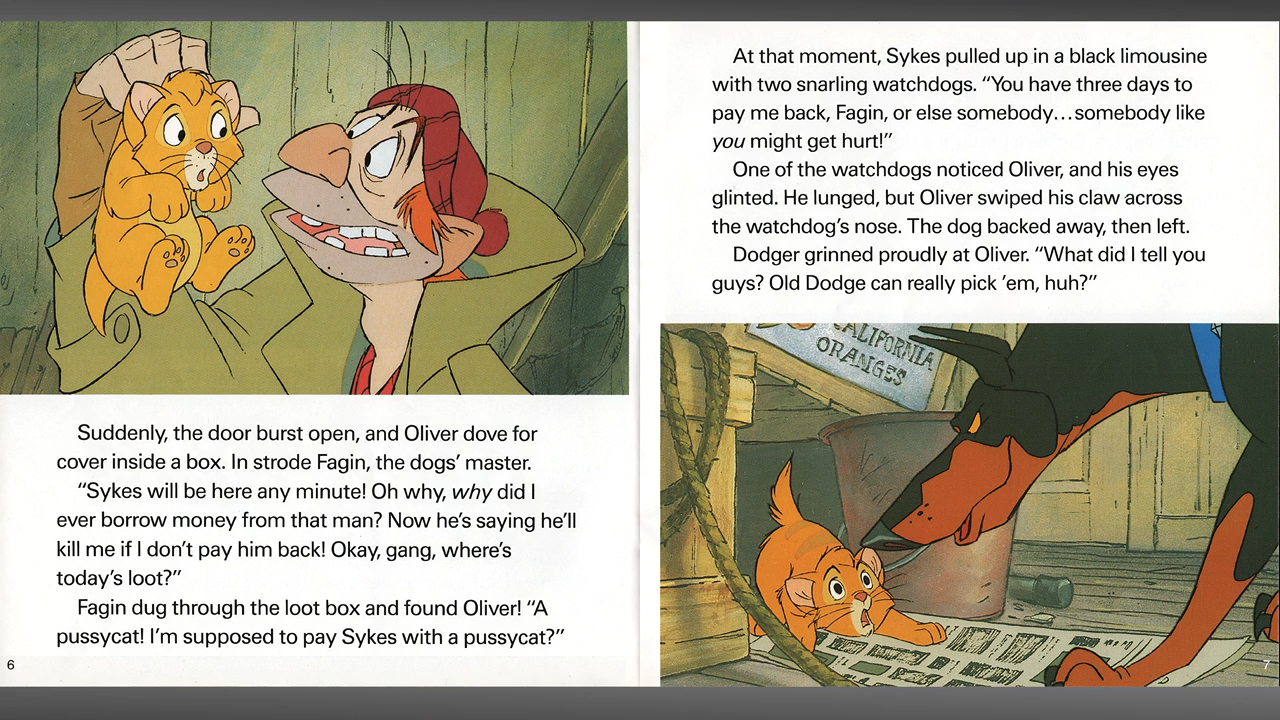 Suddenly, the door burst open, and Oliver dove for
cover inside a box. In strode Fagin, the dogs’ master.
“Sykes will be here any minute! Oh why, why did I
ever borrow money from that man? Now he’s saying he’ll
kill me if I don’t pay him back! Okay, gang, where’s
today’s loot?”
Fagin dug through the loot box and found Oliver! “A
pussycat! I’m supposed to pay Sykes with a pussycat?”
6
At that moment, Sykes pulled up in a black limousine
with two snarling watchdogs. “You have three days to
pay me back, Fagin, or else somebody…somebody like
you might get hurt!”
One of the watchdogs noticed Oliver, and his eyes
glinted. He lunged, but Oliver swiped his claw across
the watchdog’s nose. The dog backed away, then left.
Dodger grinned proudly at Oliver. “What did I tell you
guys? Old Dodge can really pick ’em, huh?”
CALIFORNIA
ORANGES
7